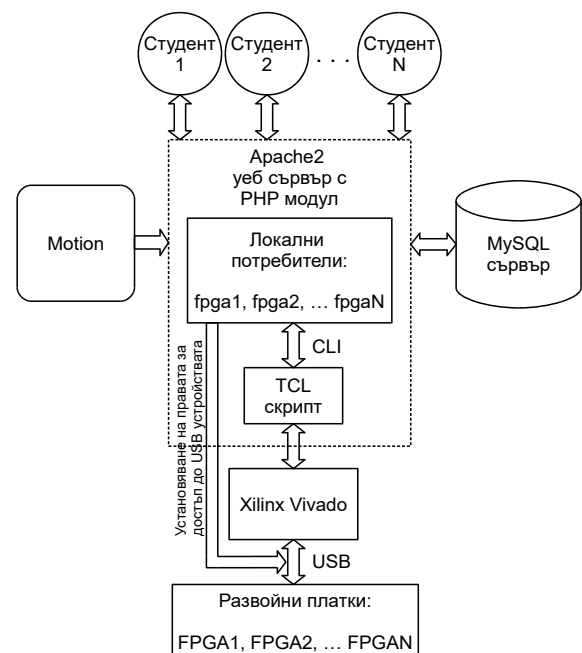 Студент
1
Студент
2
. . .
Студент
N
Apache2
уеб сървър с
PHP модул
Motion
Локални
потребители:
fpga1, fpga2, … fpgaN
MySQL
сървър
CLI
TCL
скрипт
Установяване на правата за
достъп до USB устройствата
Xilinx Vivado
USB
Развойни платки:
FPGA1, FPGA2, … FPGAN